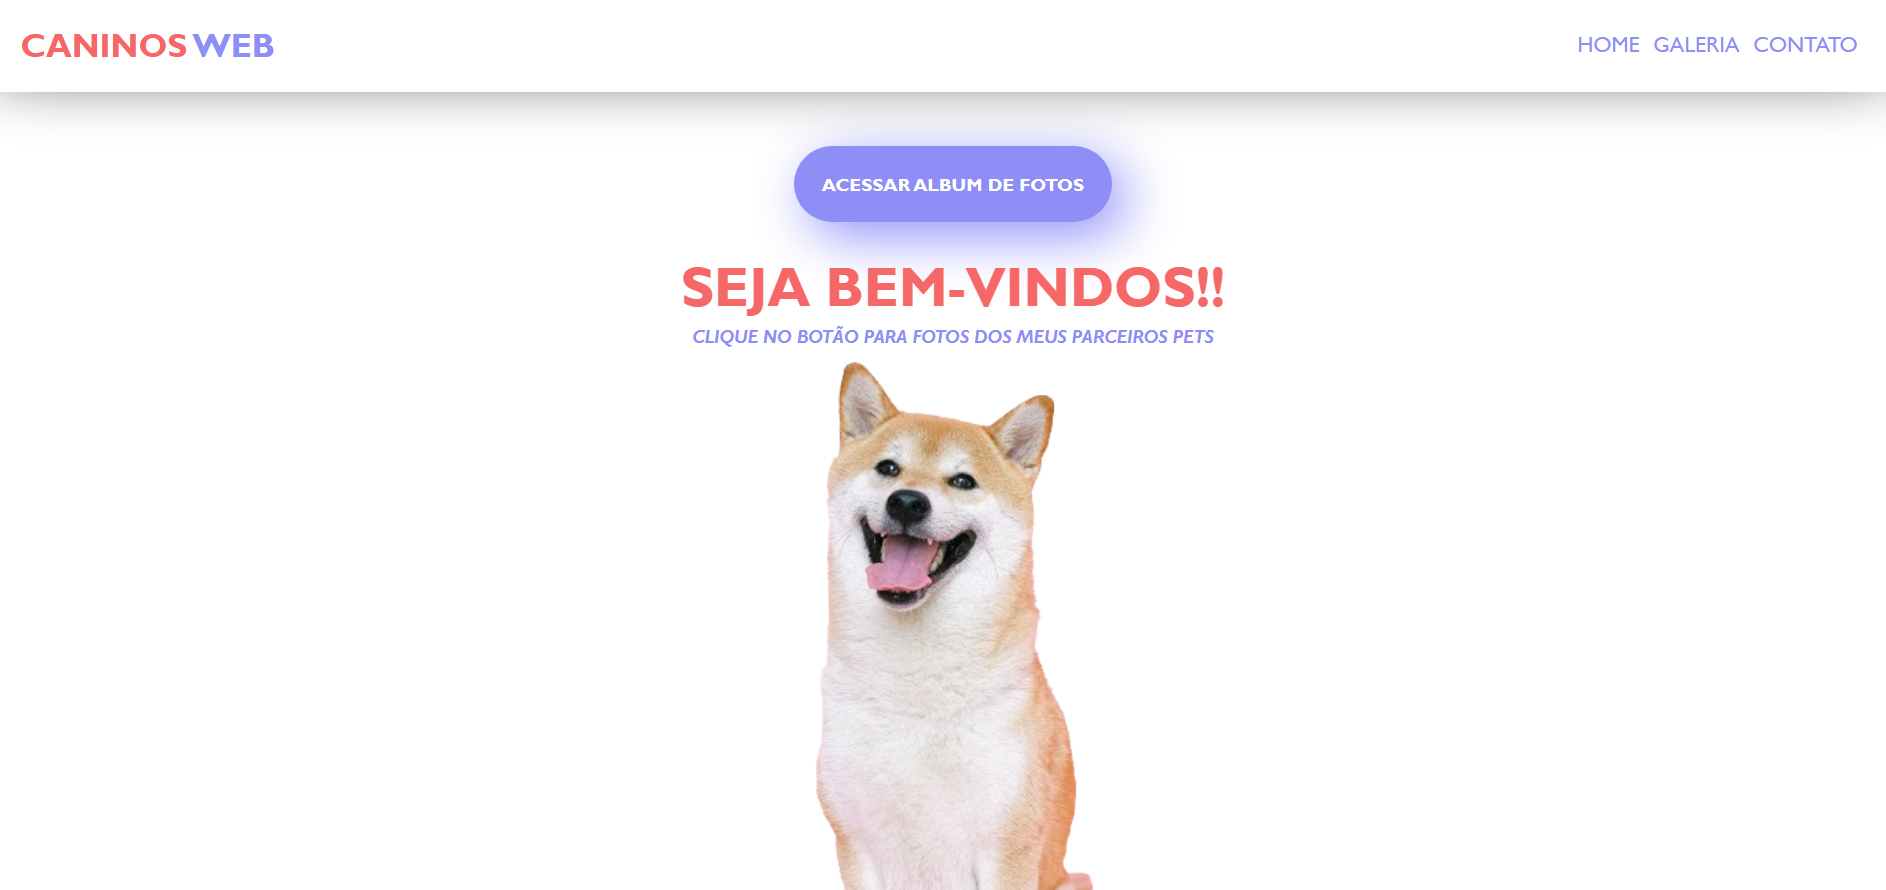 CANINOS WEB
HOME GALERIA CONTATO
ACESSAR ALBUM DE FOTOS
SEJA BEM-VINDOS!!
CLIQUE NO BOTÃO PARA FOTOS DOS MEUS PARCEIROS PETS